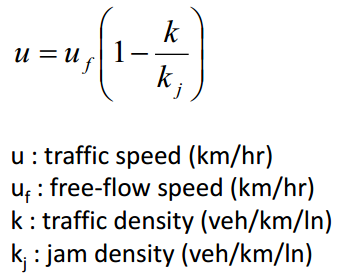 u = u_f (1 − k/k_j)
u : traffic speed (km/hr)
u_f : free-flow speed (km/hr)
k : traffic density (veh/km/ln)
k_j : jam density (veh/km/ln)